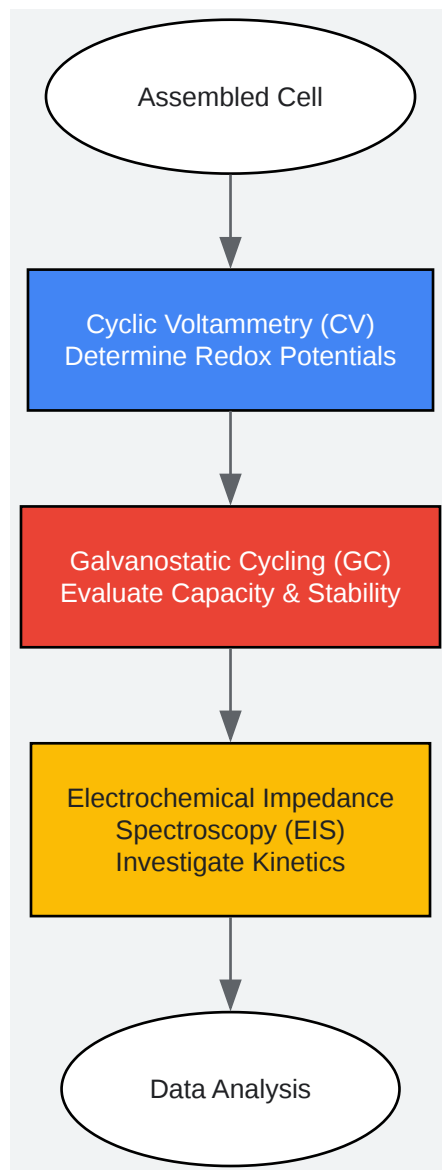 Assembled Cell
Cyclic Voltammetry (CV)
Determine Redox Potentials
Galvanostatic Cycling (GC)
Evaluate Capacity & Stability
Electrochemical Impedance
Spectroscopy (EIS)
Investigate Kinetics
Data Analysis